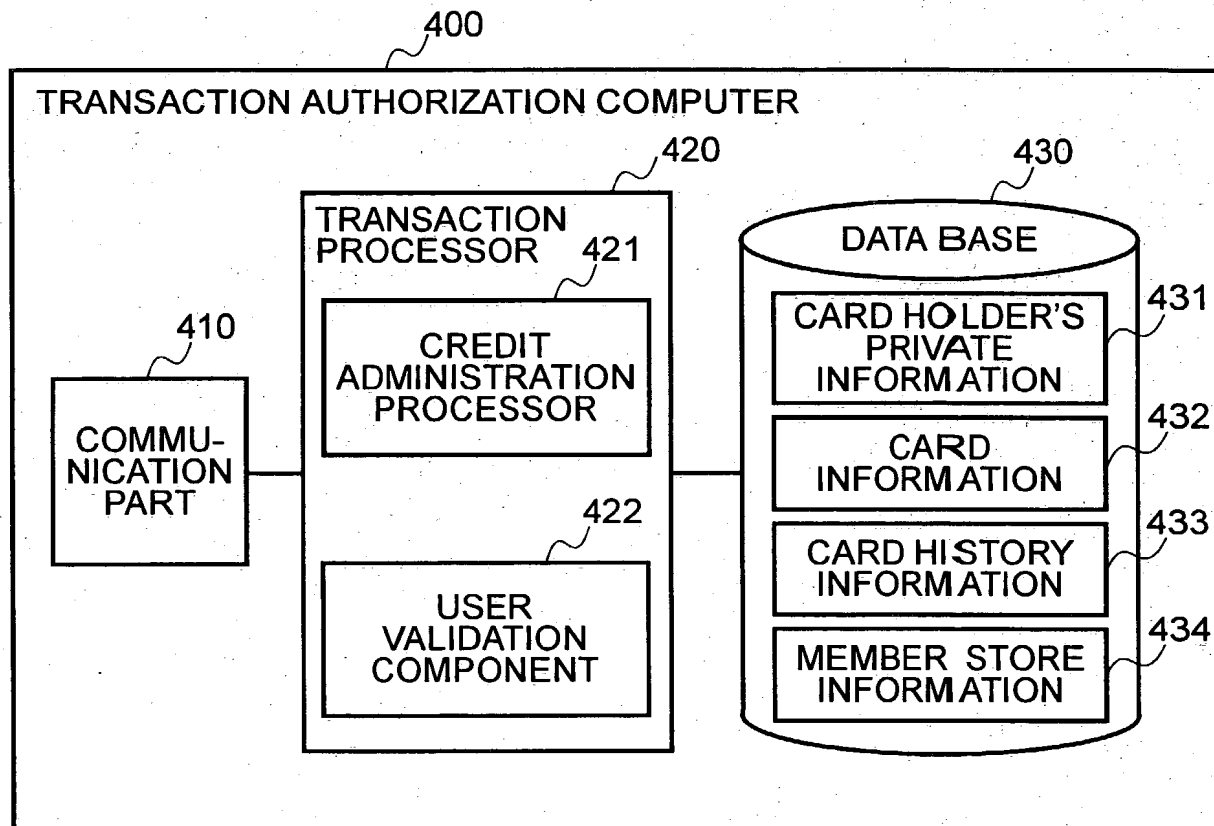 400
TRANSACTION AUTHORIZATION COMPUTER
420
430
TRANSACTION
PROCESSOR
DATA BASE
421
431
CARD HOLDER'S
PRIVATE
INFORMATION
410
CREDIT
ADMINISTRATION
PROCESSOR
432
COMMU-
NICATION
PART
CARD
INFORMATION
422
433
CARD HISTORY
INFORMATION
USER
VALIDATION
COMPONENT
434
MEMBER STORE
INFORMATION